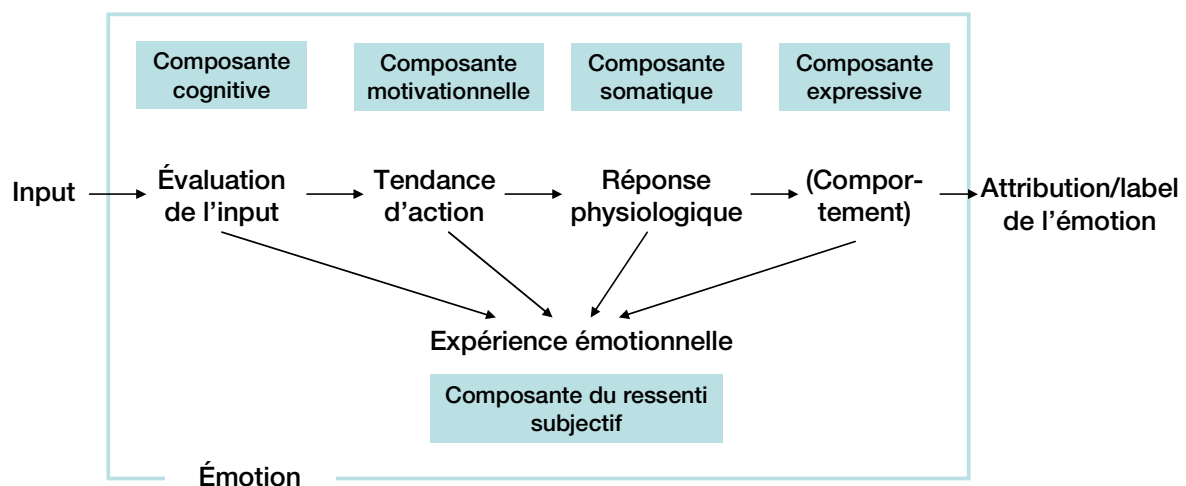 Composante
cognitive
Composante
motivationnelle
Composante
somatique
Composante
expressive
Input
Évaluation
de l’input
Tendance
d’action
Réponse
physiologique
(Compor-
tement)
Attribution/label
de l’émotion
Expérience émotionnelle
Composante du ressenti
subjectif
Émotion